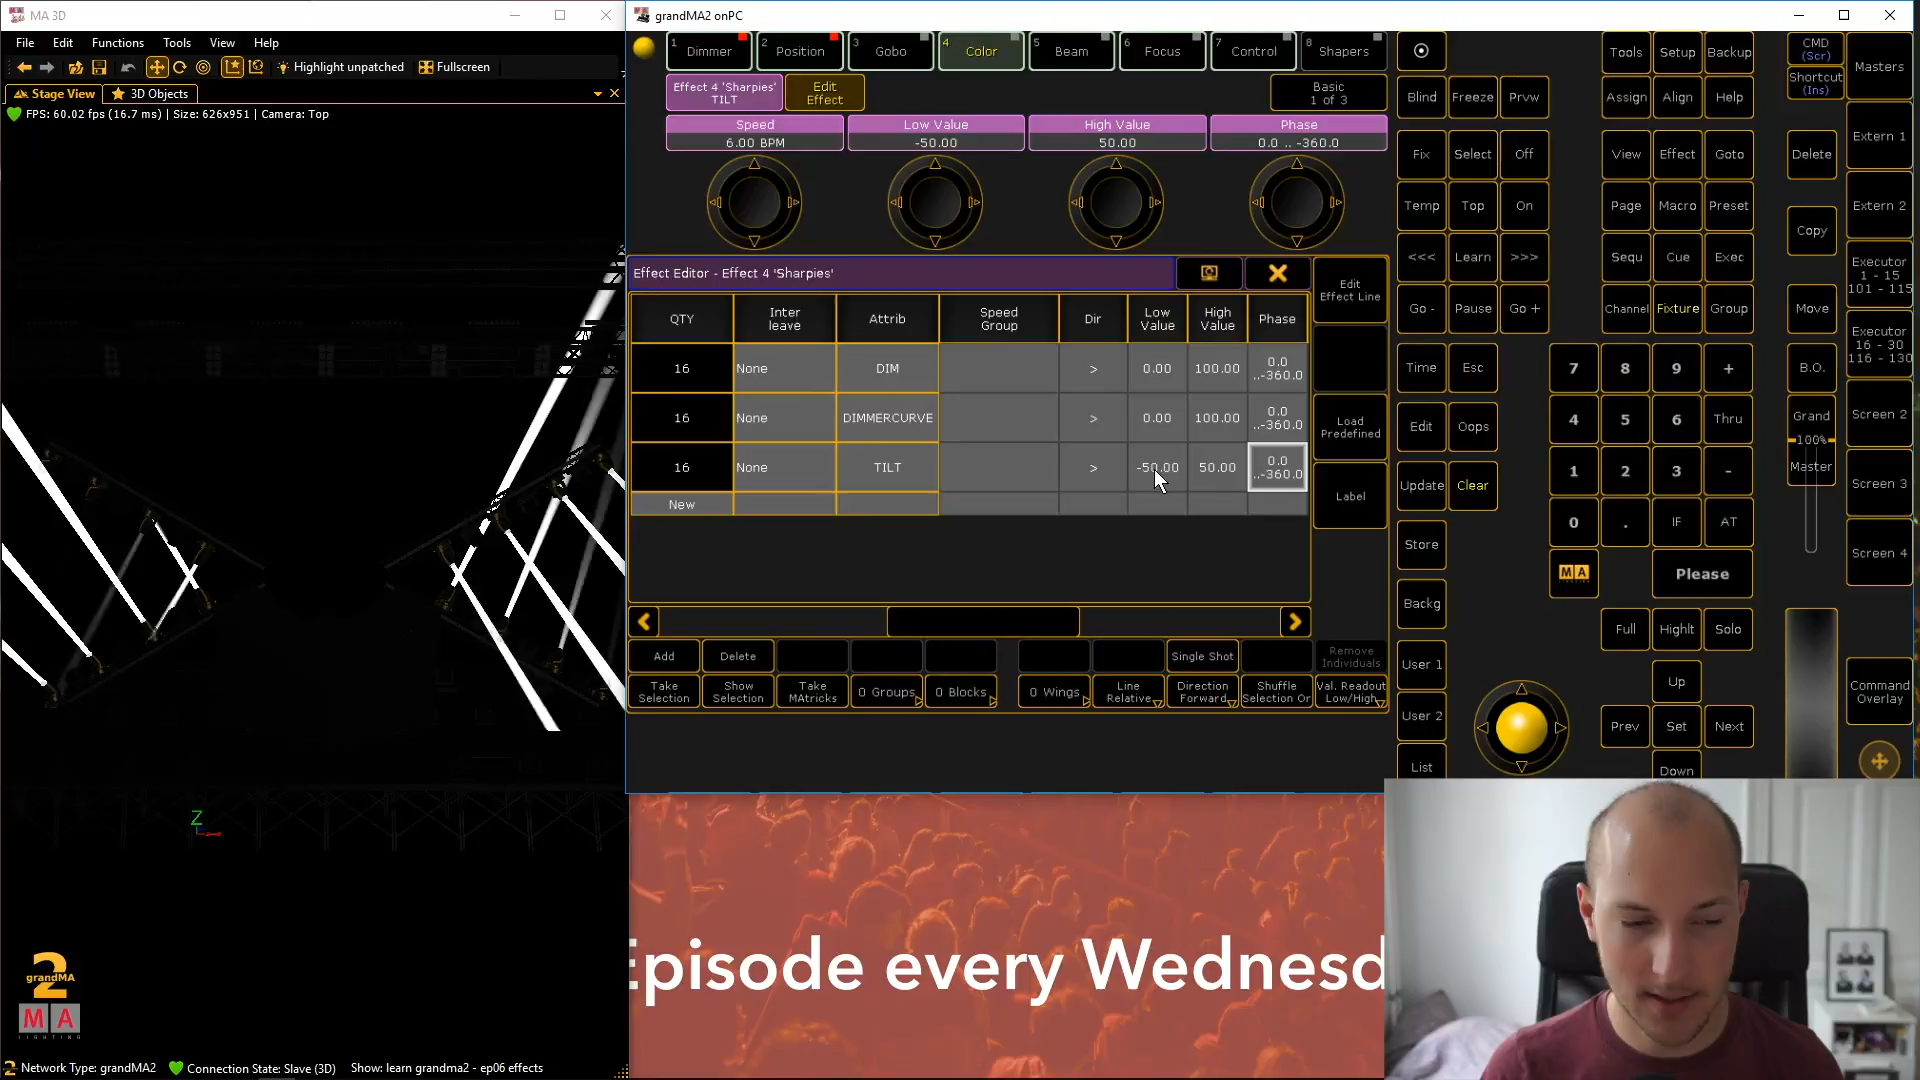 MA 3D
File Edit Functions Tools View Help
Highlight unpatched Fullscreen
Stage View 3D Objects
FPS: 60.02 fps (16.7 ms) | Size: 626x951 | Camera: Top
Z
grandMA
2
MA
LIGHTING
Network Type: grandMA2 Connection State: Slave (3D) Show: learn grandma2 - ep06 effects
grandMA2 onPC
1 Dimmer 2 Position 3 Gobo 4 Color 5 Beam 6 Focus 7 Control 8 Shapers
Effect 4 'Sharpies'
TILT
Edit
Effect
Basic
1 of 3
Speed Low Value High Value Phase
6.00 BPM -50.00 50.00 0.0 .. -360.0
Effect Editor - Effect 4 'Sharpies'
QTY Inter
leave Attrib Speed
Group Dir Low
Value High
Value Phase
16 None DIM > 0.00 100.00 0.0
..-360.0
16 None DIMMERCURVE > 0.00 100.00 0.0
..-360.0
16 None TILT > -50.00 50.00 0.0
..-360.0
New
Edit
Effect Line
Load
Predefined
Label
Add Delete Single Shot Remove
Individuals
Take
Selection
Show
Selection
Take
MAtricks
0 Groups
0 Blocks
0 Wings
Line
Relative
Direction
Forward
Shuffle
Selection Or
Val. Readout
Low/High
Tools Setup Backup
Blind Freeze Prvw Assign Align Help
Fix Select Off View Effect Goto
Temp Top On Page Macro Preset
<<< Learn >>> Sequ Cue Exec
Go - Pause Go + Channel Fixture Group
Time Esc 7 8 9 +
Edit Oops 4 5 6 Thru
Update Clear 1 2 3 -
Store 0 . IF AT
MA Please
Backg
Full Highlt Solo
User 1 Up
User 2 Prev Set Next
List Down
CMD
(Scr)
Shortcut
(Ins)
Delete
Copy
Move
B.O.
Grand
100%
Master
Masters
Extern 1
Extern 2
Executor
1 - 15
101 - 115
Executor
16 - 30
116 - 130
Screen 2
Screen 3
Screen 4
Command
Overlay
Episode every Wednesd